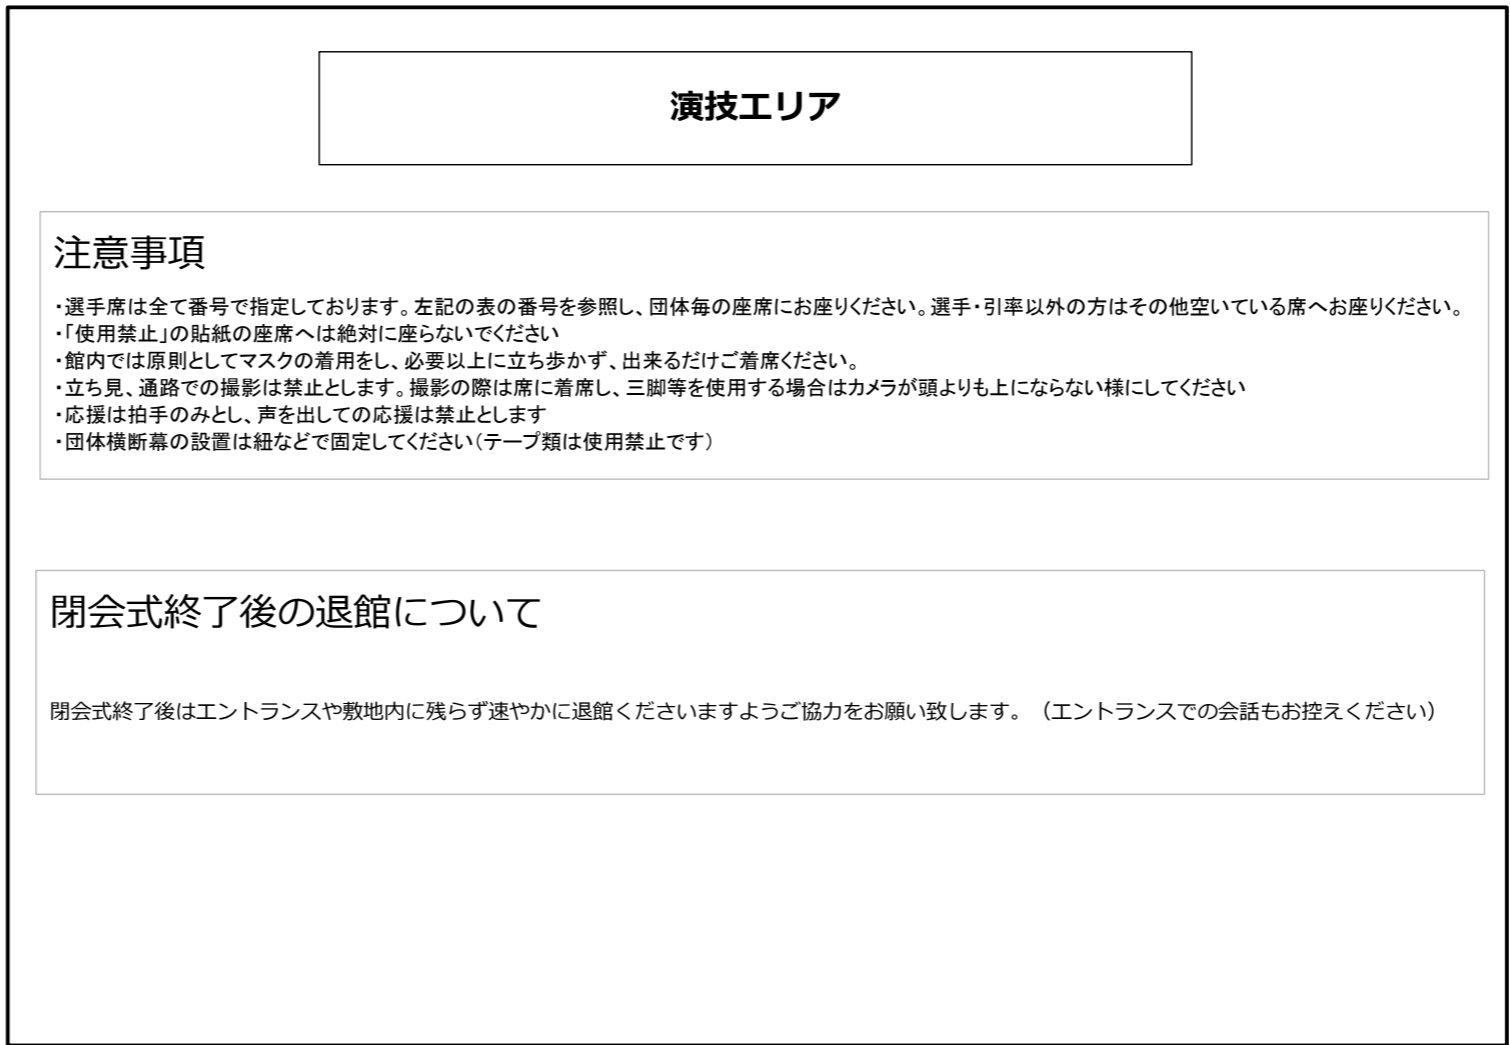 演技エリア
注意事項
・選手席は全て番号で指定しております。左記の表の番号を参照し、団体毎の座席にお座りください。選手・引率以外の方はその他空いている席へお座りください。
・「使用禁止」の貼紙の座席へは絶対に座らないでください
・館内では原則としてマスクの着用をし、必要以上に立ち歩かず、出来るだけご着席ください。
・立ち見、通路での撮影は禁止とします。撮影の際は席に着席し、三脚等を使用する場合はカメラが頭よりも上にならない様にしてください
・応援は拍手のみとし、声を出しての応援は禁止とします
・団体横断幕の設置は紐などで固定してください(テープ類は使用禁止です)
閉会式終了後の退館について
閉会式終了後はエントランスや敷地内に残らず速やかに退館くださいますようご協力をお願い致します。（エントランスでの会話もお控えください）